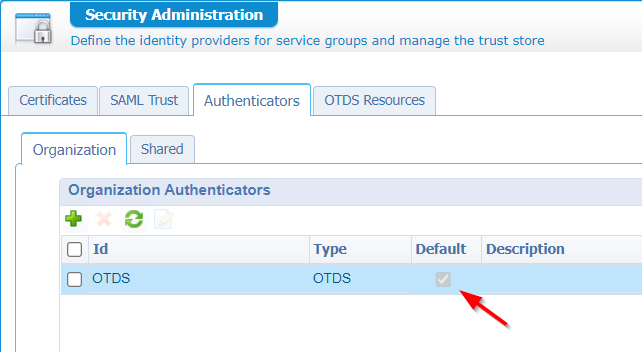 Security Administration
Define the identity providers for service groups and manage the trust store
Certificates SAML Trust Authenticators OTDS Resources
Organization Shared
Organization Authenticators
Id Type Default Description
OTDS OTDS